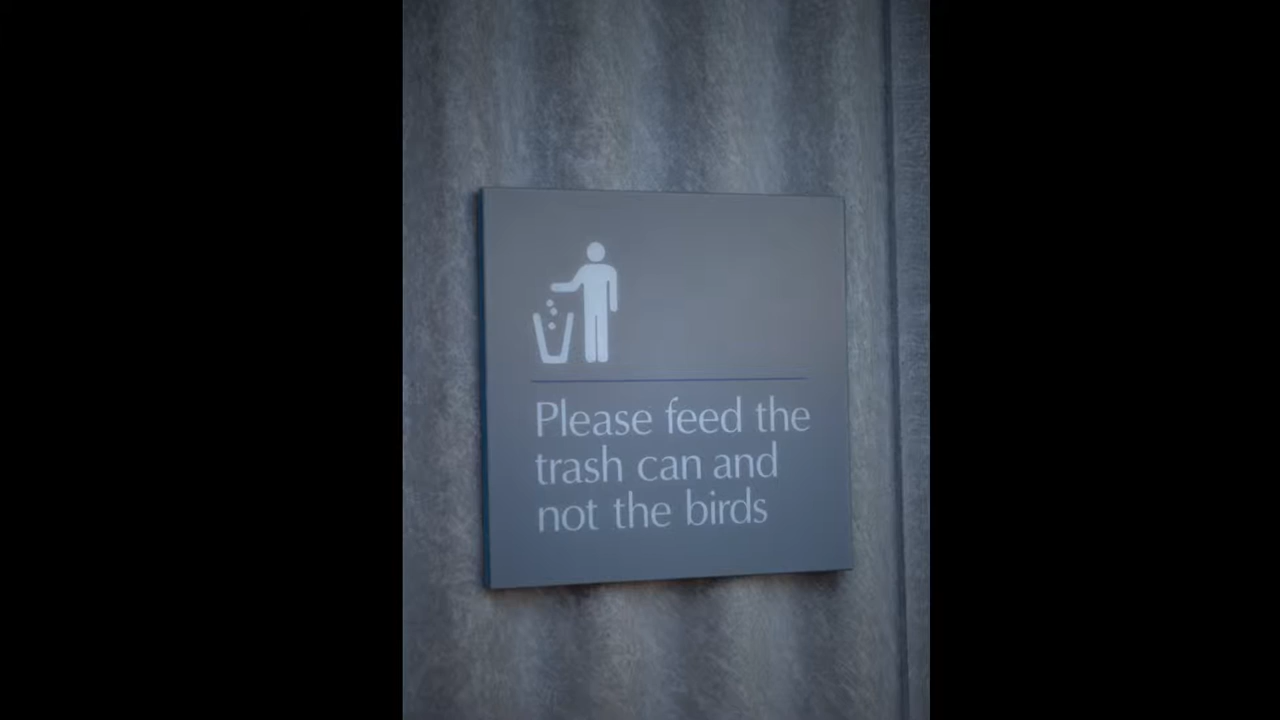 Please feed the
trash can and
not the birds